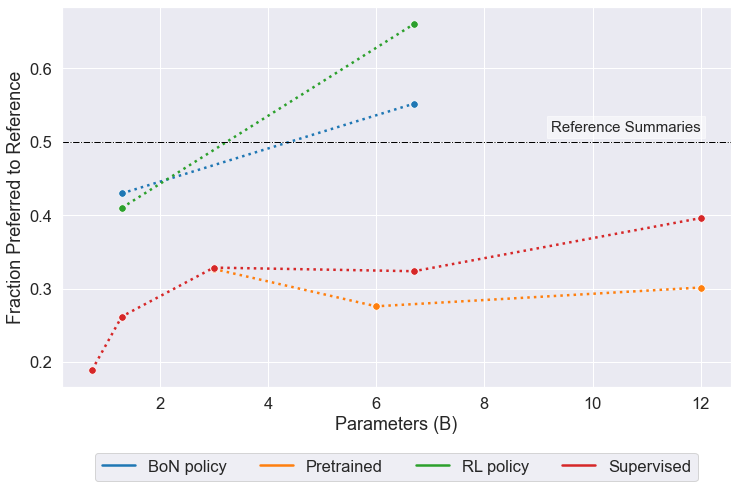 Fraction Preferred to Reference
0.6
0.5
0.4
0.3
0.2
Reference Summaries
2 4 6 8 10 12
Parameters (B)
BoN policy Pretrained RL policy Supervised